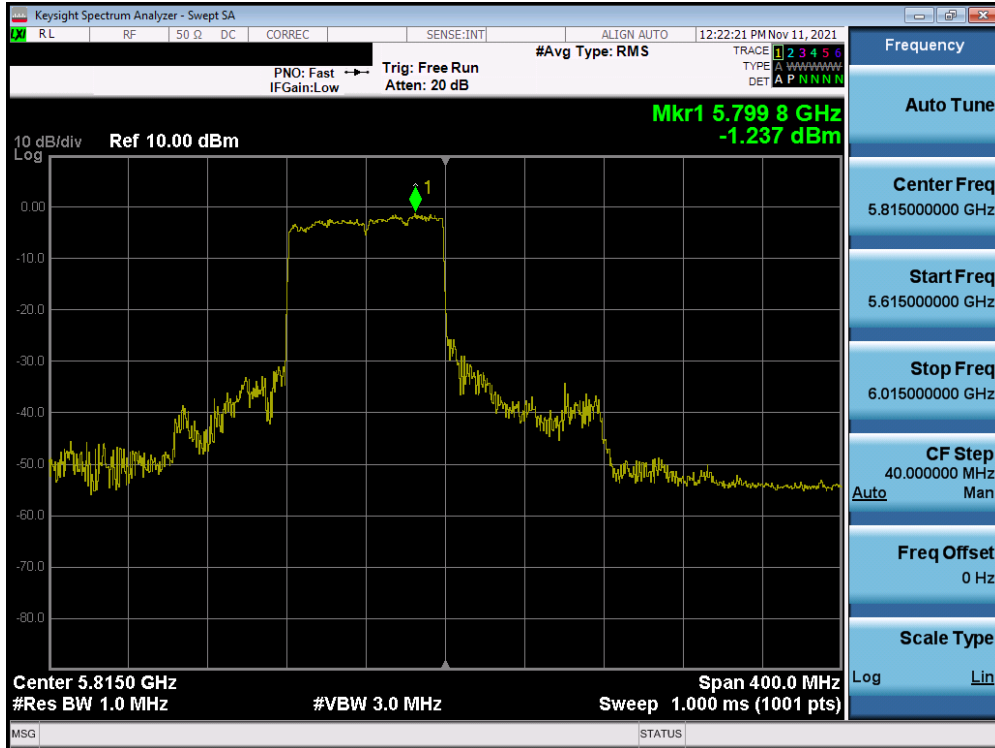 Keysight Spectrum Analyzer - Swept SA
LXI RL RF 50 Ω DC CORREC SENSE:INT ALIGN AUTO 12:22:21 PM Nov 11, 2021
#Avg Type: RMS TRACE 1 2 3 4 5 6
PNO: Fast Trig: Free Run TYPE A WWWWW
IFGain:Low Atten: 20 dB DET A P N N N N
Mkr1 5.799 8 GHz
10 dB/div Ref 10.00 dBm -1.237 dBm
Log
1
0.00
-10.0
-20.0
-30.0
-40.0
-50.0
-60.0
-70.0
-80.0
Center 5.8150 GHz Span 400.0 MHz
#Res BW 1.0 MHz #VBW 3.0 MHz Sweep 1.000 ms (1001 pts)
MSG STATUS
Frequency
Auto Tune
Center Freq
5.815000000 GHz
Start Freq
5.615000000 GHz
Stop Freq
6.015000000 GHz
CF Step
40.000000 MHz
Auto Man
Freq Offset
0 Hz
Scale Type
Log Lin